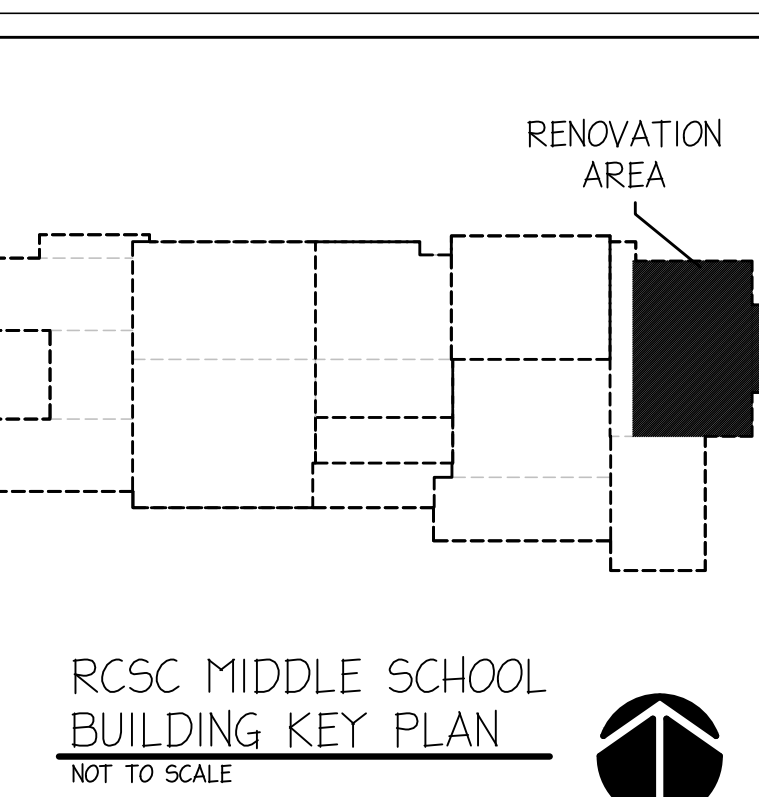 RENOVATION
AREA
RCSC MIDDLE SCHOOL
BUILDING KEY PLAN
NOT TO SCALE